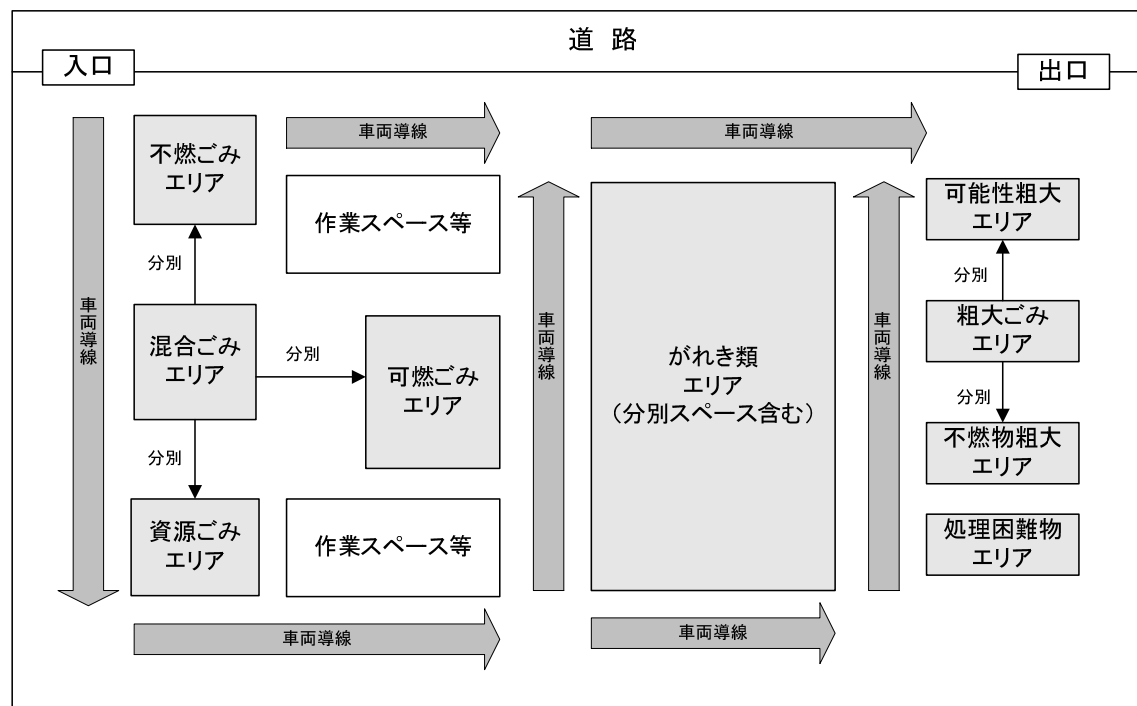 道 路
入口
出口
車両導線
車両導線
不燃ごみ
エリア
作業スペース等
可能性粗大
エリア
分別
分別
車両導線
混合ごみ
エリア
分別
可燃ごみ
エリア
車両導線
がれき類
エリア
（分別スペース含む）
車両導線
粗大ごみ
エリア
分別
分別
不燃物粗大
エリア
資源ごみ
エリア
作業スペース等
処理困難物
エリア
車両導線
車両導線